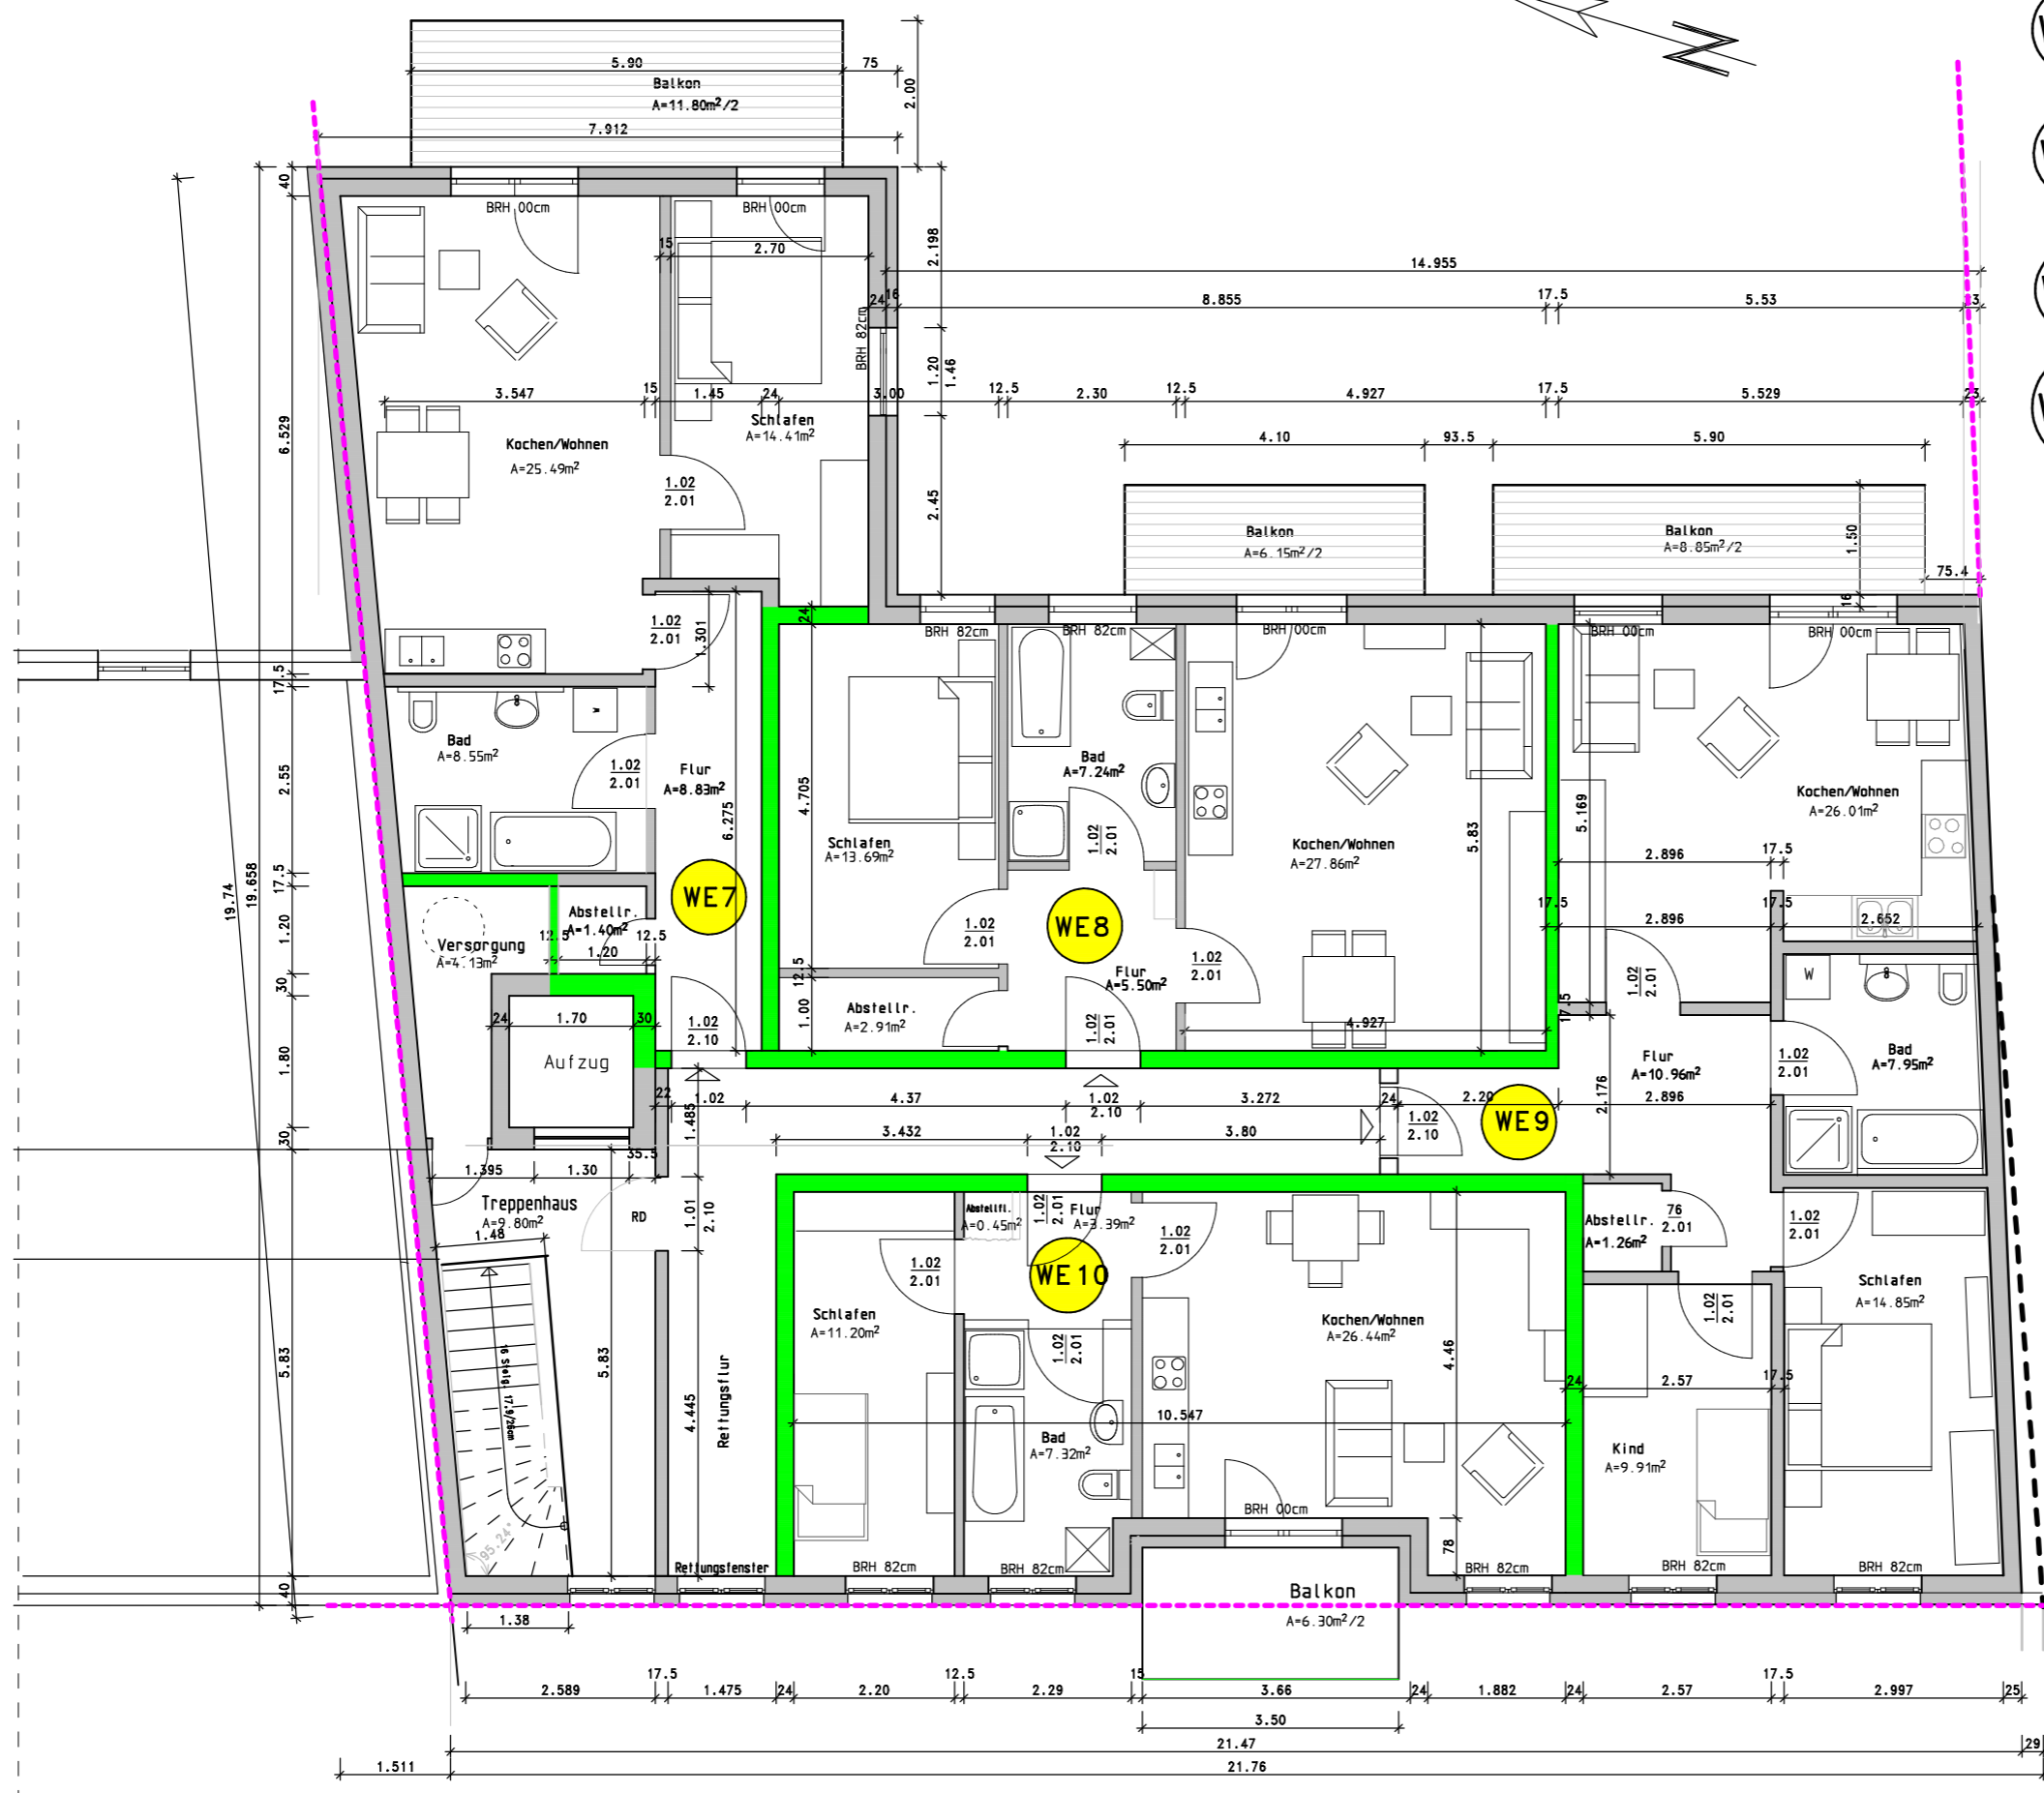 5.90
75
Balkon
A=11.80m²/2
2.00
7.912
N
40
BRH 00cm
BRH 00cm
15
2.70
2.198
14.955
24
16
8.855
17.5
5.53
3
BRH 82cm
1.20
1.46
3.547
15
1.45
24
3.00
12.5
2.30
12.5
4.927
17.5
5.529
23
6.529
Schlafen
A=14.41m²
Kochen/Wohnen
A=25.49m²
4.10
93.5
5.90
1.02
2.01
2.45
Balkon
A=6.15m²/2
Balkon
A=8.85m²/2
1.50
75.4
16
24
1.02
2.01
1.301
BRH 82cm
BRH 82cm
BRH 00cm
BRH 00cm
BRH 00cm
17.5
W
Bad
A=8.55m²
1.02
2.01
Flur
A=8.83m²
2.55
6.275
4.705
Bad
A=7.24m²
1.02
2.01
Schlafen
A=13.69m²
Kochen/Wohnen
A=27.86m²
5.83
5.169
Kochen/Wohnen
A=26.01m²
2.896
17.5
19.74
19.658
17.5
WE7
WE8
Abstellr.
A=1.40m²
12.5
12.5
1.20
Versorgung
A=4.13m²
1.20
1.02
2.01
17.5
2.896
17.5
2.652
Flur
A=5.50m²
1.02
2.01
1.02
2.01
W
12.5
30
24
1.70
30
Aufzug
1.02
2.10
1.00
Abstellr.
A=2.91m²
1.02
2.01
4.927
17.5
1.80
Flur
A=10.96m²
1.02
2.01
Bad
A=7.95m²
22
1.02
4.37
1.02
2.10
3.272
24
2.20
2.896
2.176
1.485
WE9
1.02
2.10
3.432
1.02
2.10
3.80
30
1.395
1.30
35.5
Treppenhaus
A=9.80m²
1.48
RD
1.01
2.10
Abstellfl.
A=0.45m²
1.02
2.01
Flur
A=3.39m²
1.02
2.01
Abstellr.
A=1.26m²
76
2.01
1.02
2.01
1.02
2.01
WE10
Schlafen
A=11.20m²
1.02
2.01
Kochen/Wohnen
A=26.44m²
4.46
1.02
2.01
Schlafen
A=14.85m²
5.83
16 Steig. 17.9/26cm
5.83
4.445
Rettungsflur
24
2.57
17.5
10.547
Bad
A=7.32m²
Kind
A=9.91m²
95.24°
BRH 00cm
78
Rettungsfenster
BRH 82cm
BRH 82cm
BRH 82cm
BRH 82cm
BRH 82cm
40
1.38
Balkon
A=6.30m²/2
2.589
17.5
1.475
24
2.20
12.5
2.29
15
3.66
24
1.882
24
2.57
17.5
2.997
25
3.50
21.47
29
1.511
21.76